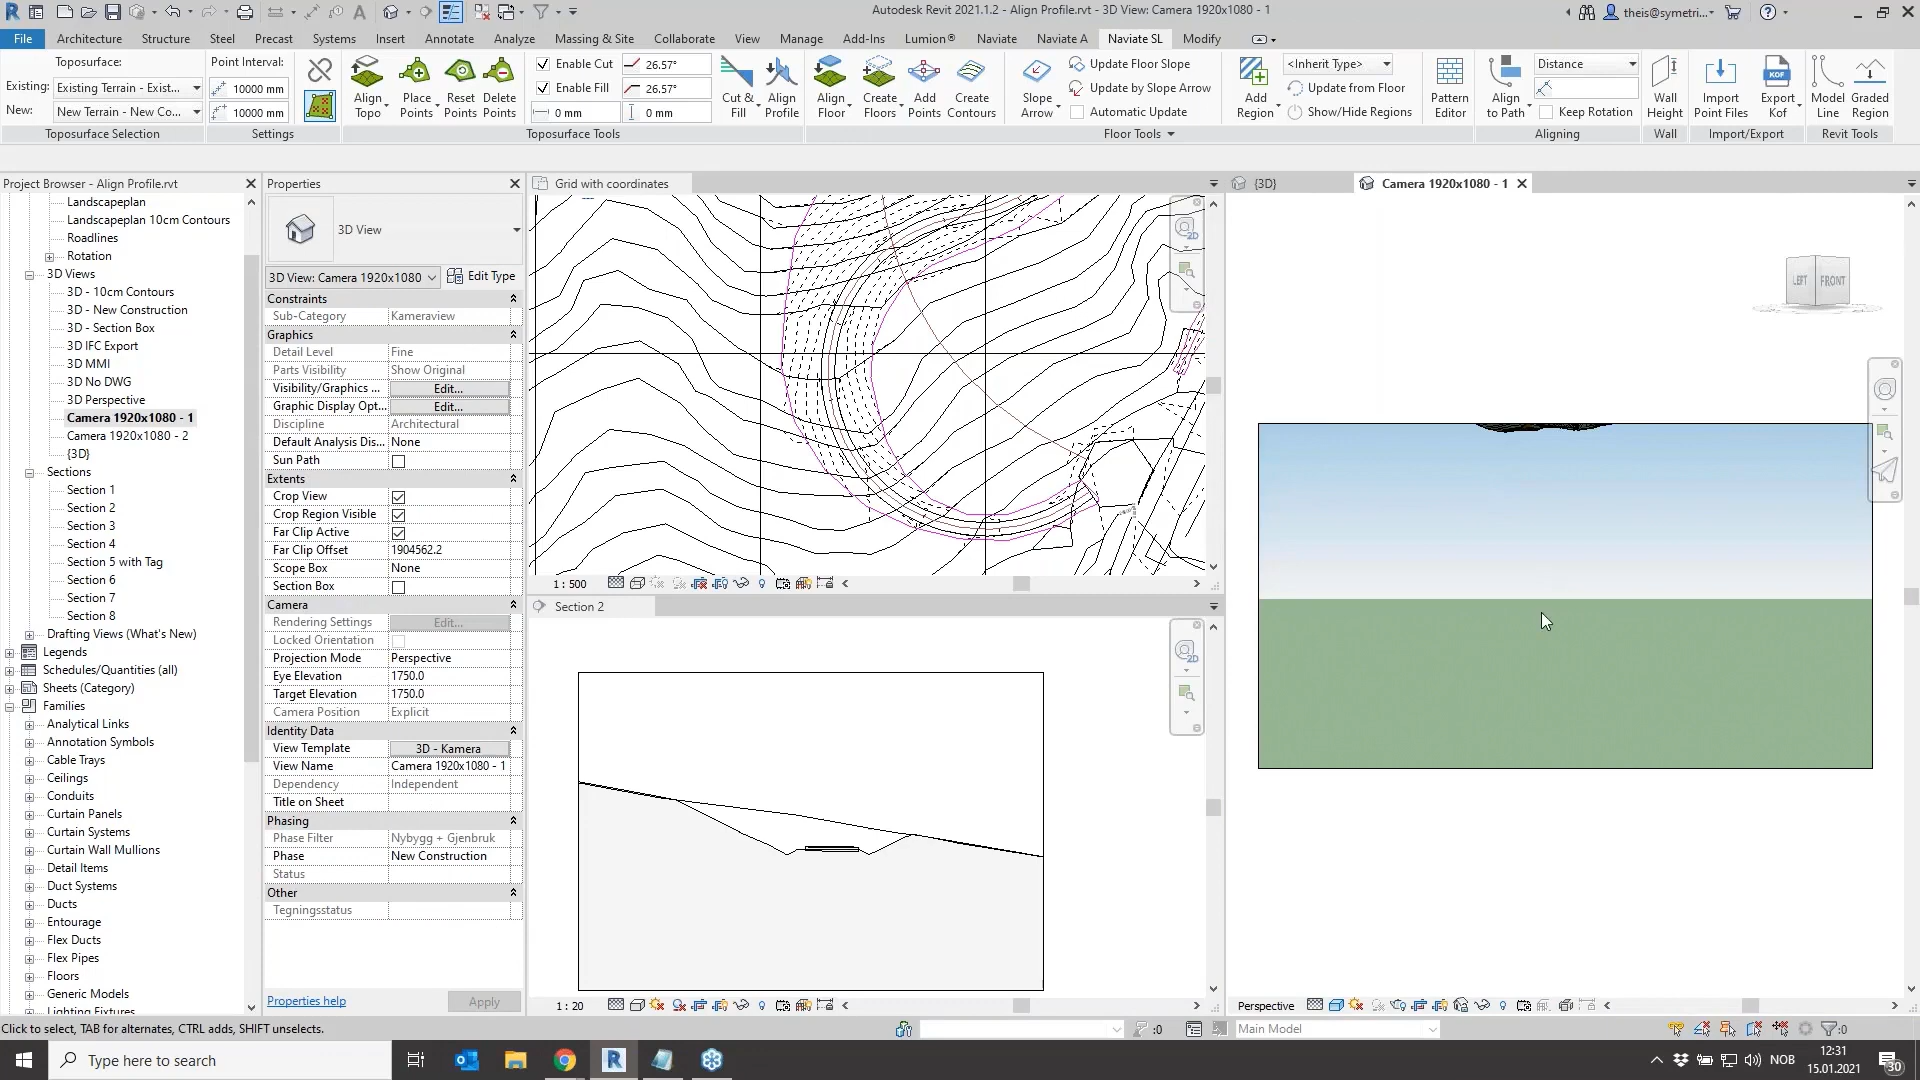 Autodesk Revit 2021.1.2 - Align Profile.rvt - 3D View: Camera 1920x1080 - 1
theis@symetri...
File Architecture Structure Steel Precast Systems Insert Annotate Analyze Massing & Site Collaborate View Manage Add-Ins Lumion® Naviate Naviate A Naviate SL Modify
Toposurface: Point Interval:
Existing: Existing Terrain - Exist... 10000 mm
New: New Terrain - New Co... 10000 mm
Align Topo
Place Points
Reset Points
Delete Points
Enable Cut 26.57°
Enable Fill 26.57°
0 mm 0 mm
Cut & Fill
Align Profile
Align Floor
Create Floors
Add Points
Create Contours
Slope Arrow
Update Floor Slope
Update by Slope Arrow
Automatic Update
Add Region
<Inherit Type>
Update from Floor
Show/Hide Regions
Pattern Editor
Align to Path
Distance
Keep Rotation
Wall Height
Import Point Files
Export Kof
KOF
Model Line
Graded Region
Toposurface Selection Settings Toposurface Tools Floor Tools Aligning Wall Import/Export Revit Tools
Project Browser - Align Profile.rvt
Landscapeplan
Landscapeplan 10cm Contours
Roadlines
Rotation
3D Views
3D - 10cm Contours
3D - New Construction
3D - Section Box
3D IFC Export
3D MMI
3D No DWG
3D Perspective
Camera 1920x1080 - 1
Camera 1920x1080 - 2
{3D}
Sections
Section 1
Section 2
Section 3
Section 4
Section 5 with Tag
Section 6
Section 7
Section 8
Drafting Views (What's New)
Legends
Schedules/Quantities (all)
Sheets (Category)
Families
Analytical Links
Annotation Symbols
Cable Trays
Ceilings
Conduits
Curtain Panels
Curtain Systems
Curtain Wall Mullions
Detail Items
Duct Systems
Ducts
Entourage
Flex Ducts
Flex Pipes
Floors
Generic Models
Lighting Fixtures
Properties
3D View
3D View: Camera 1920x1080 Edit Type
Constraints
Sub-Category Kameraview
Graphics
Detail Level Fine
Parts Visibility Show Original
Visibility/Graphics ... Edit...
Graphic Display Opt... Edit...
Discipline Architectural
Default Analysis Dis... None
Sun Path
Extents
Crop View
Crop Region Visible
Far Clip Active
Far Clip Offset 1904562.2
Scope Box None
Section Box
Camera
Rendering Settings Edit...
Locked Orientation
Projection Mode Perspective
Eye Elevation 1750.0
Target Elevation 1750.0
Camera Position Explicit
Identity Data
View Template 3D - Kamera
View Name Camera 1920x1080 - 1
Dependency Independent
Title on Sheet
Phasing
Phase Filter Nybygg + Gjenbruk
Phase New Construction
Status
Other
Tegningsstatus
Properties help Apply
Grid with coordinates
2D
1 : 500
Section 2
2D
1 : 20
{3D} Camera 1920x1080 - 1
LEFT FRONT
Perspective
Click to select, TAB for alternates, CTRL adds, SHIFT unselects.
:0
Main Model
:0
Type here to search
NOB
12:31
15.01.2021
30